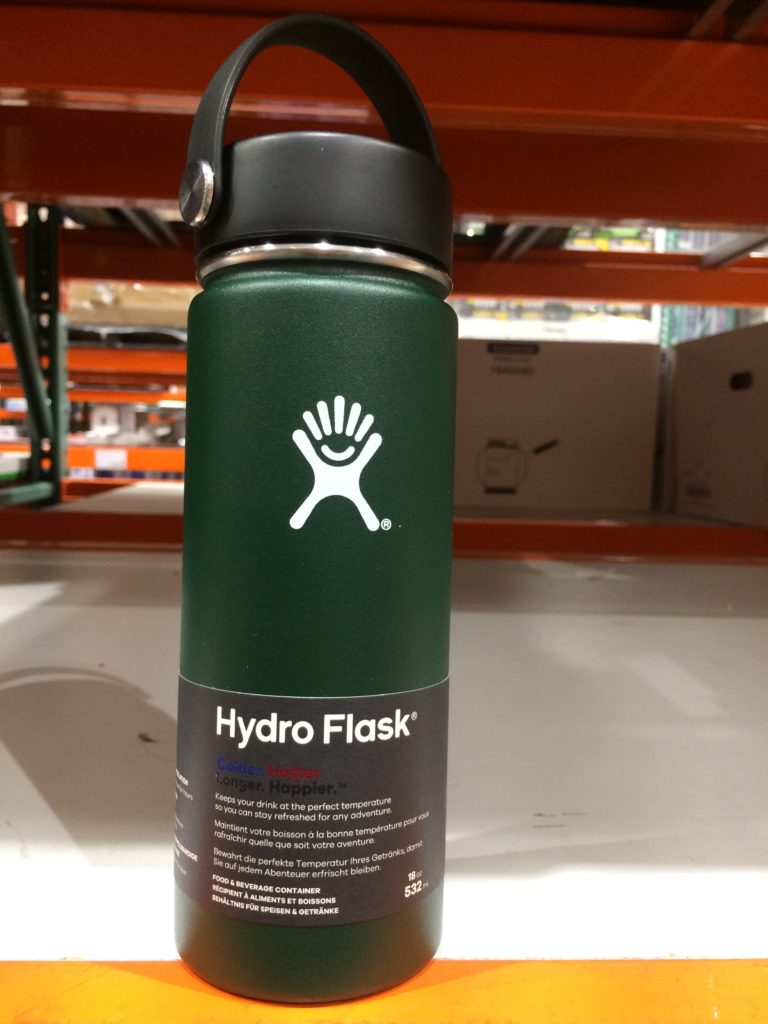 ®
Hydro Flask®
Colder. Hotter.
Longer. Happier.™
Keeps your drink at the perfect temperature
so you can stay refreshed for any adventure.
Maintient votre boisson à la bonne température pour vous
rafraîchir quelle que soit votre aventure.
Bewahrt die perfekte Temperatur Ihres Getränks, damit
Sie auf jedem Abenteuer erfrischt bleiben.
FOOD & BEVERAGE CONTAINER
RÉCIPIENT À ALIMENTS ET BOISSONS
BEHÄLTNIS FÜR SPEISEN & GETRÄNKE
18 oz
532 mL